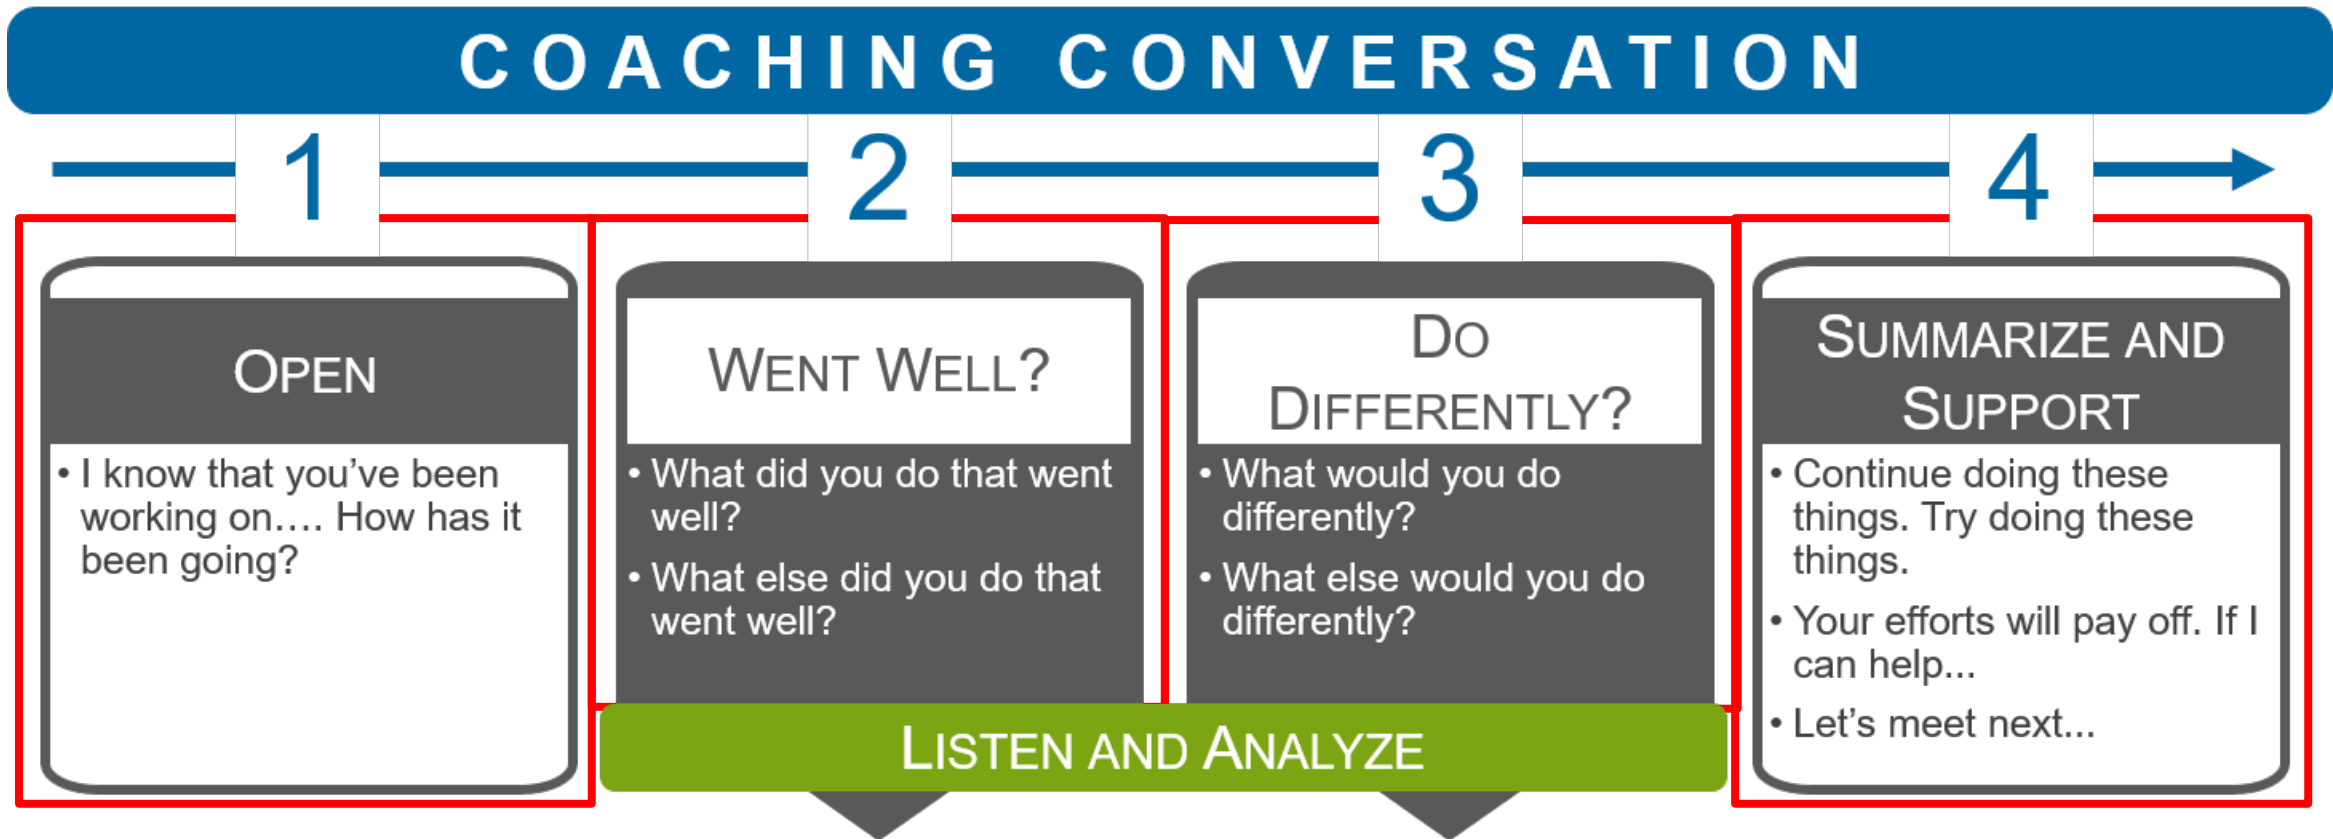 COACHING CONVERSATION
1
2
3
4
OPEN
• I know that you've been
working on.... How has it
been going?
WENT WELL?
• What did you do that went
well?
• What else did you do that
went well?
DO
DIFFERENTLY?
• What would you do
differently?
• What else would you do
differently?
SUMMARIZE AND
SUPPORT
• Continue doing these
things. Try doing these
things.
• Your efforts will pay off. If I
can help...
• Let's meet next...
LISTEN AND ANALYZE